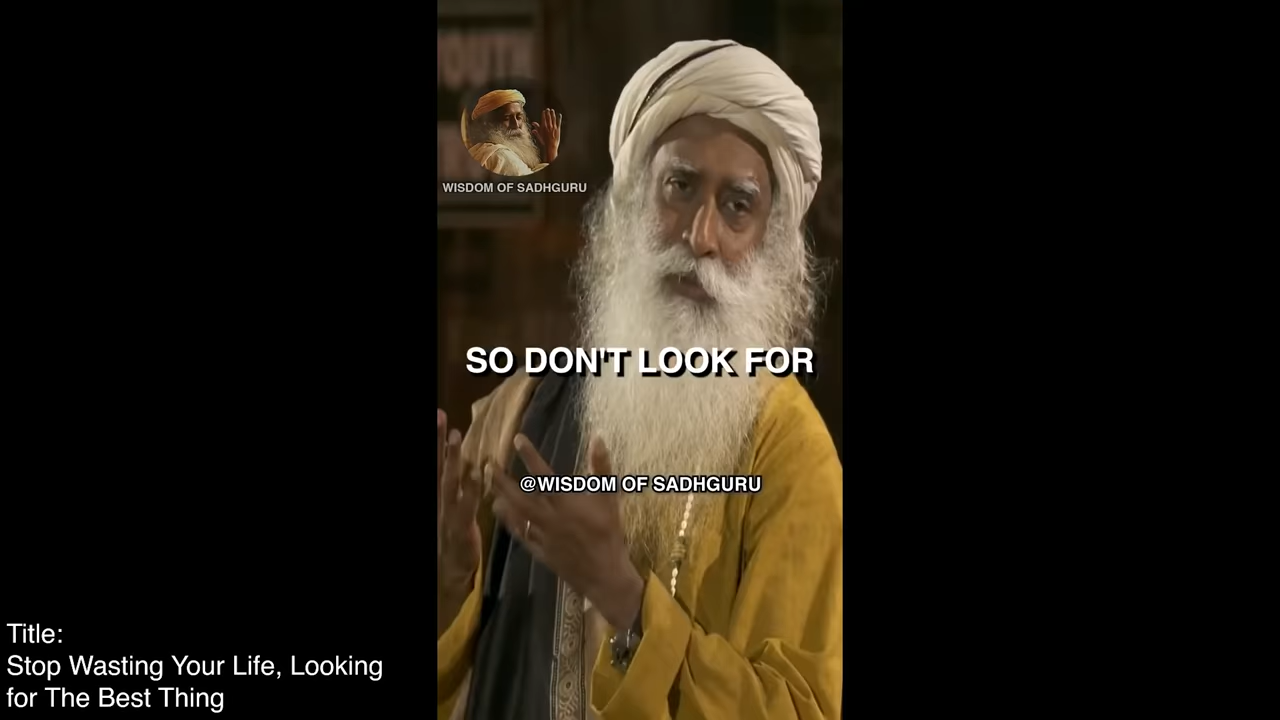 OUTH
WISDOM OF SADHGURU
SO DON'T LOOK FOR
@WISDOM OF SADHGURU
Title:
Stop Wasting Your Life, Looking
for The Best Thing